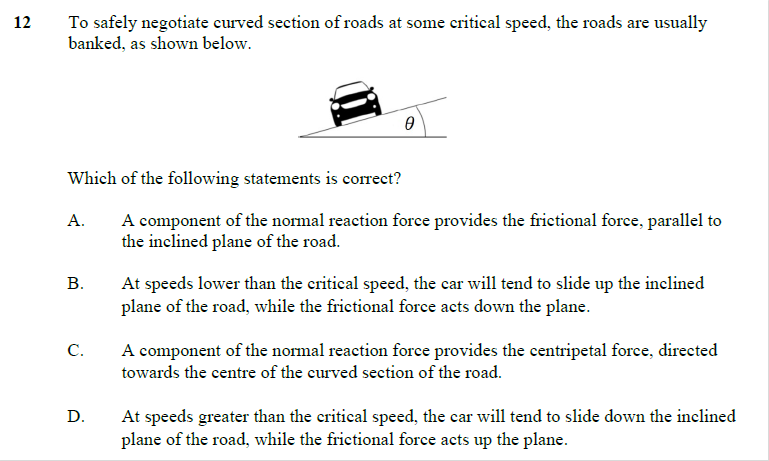 12 To safely negotiate curved section of roads at some critical speed, the roads are usually
banked, as shown below.
θ
Which of the following statements is correct?
A. A component of the normal reaction force provides the frictional force, parallel to
the inclined plane of the road.
B. At speeds lower than the critical speed, the car will tend to slide up the inclined
plane of the road, while the frictional force acts down the plane.
C. A component of the normal reaction force provides the centripetal force, directed
towards the centre of the curved section of the road.
D. At speeds greater than the critical speed, the car will tend to slide down the inclined
plane of the road, while the frictional force acts up the plane.